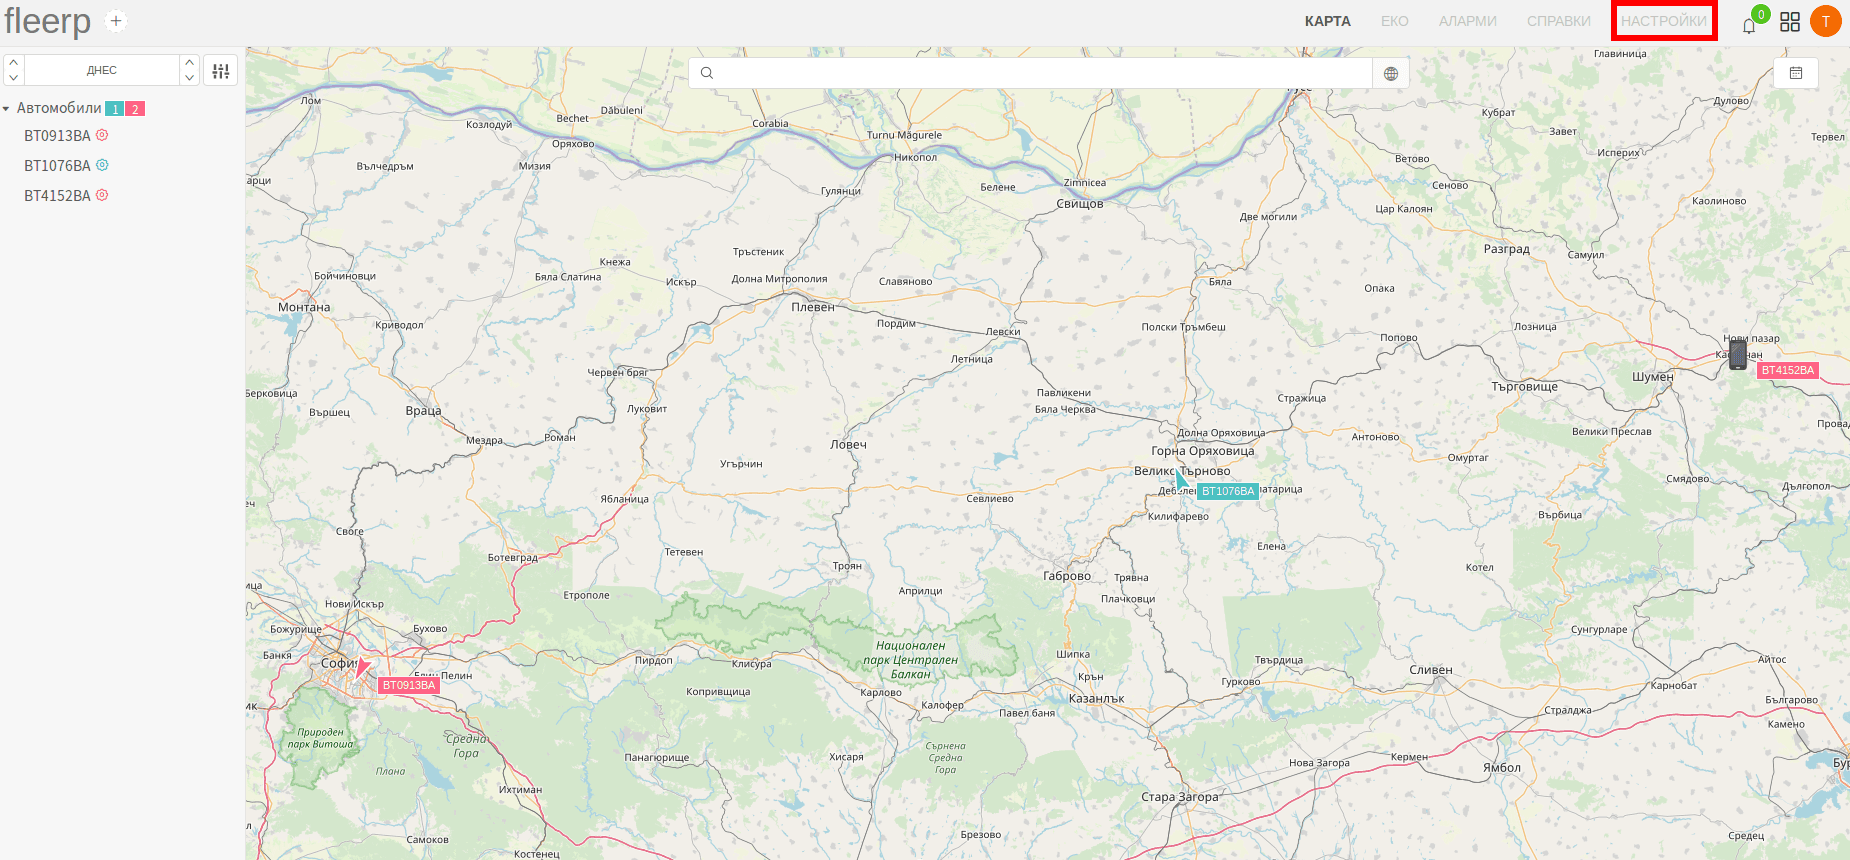 fleerp
КАРТА
ЕКО
АЛАРМИ
СПРАВКИ
НАСТРОЙКИ
0
T
ДНЕС
Автомобили 1 2
BT0913BA
BT1076BA
BT4152BA
Главиница
Лом
Dăbuleni
Дулово
Козлодуй
Bechet
Corabia
Turnu Măgurele
Кубрат
Завет
Тервел
Оряхово
Никопол
Исперих
Вълчедръм
Мизия
Ветово
Гулянци
Белене
Zimnicea
Сеново
Свищов
Каолиново
Две могили
Цар Калоян
Тръстеник
Разград
Самуил
Кнежа
Бойчиновци
Бяла Слатина
Искър
Долна Митрополия
Славяново
Бяла
Опака
Монтана
Плевен
Криводол
Пордим
Левски
Полски Тръмбеш
Лозница
Попово
Нови пазар
Летница
BT4152BA
Червен бряг
Шумен
Търговище
Берковица
Павликени
Стражица
Вършец
Враца
Луковит
Бяла Черква
Мездра
Роман
Ловеч
Долна Оряховица
Антоново
Велики Преслав
Горна Оряховица
Омуртаг
Угърчин
Смядово
Дългопол
BT1076BA
Ябланица
Севлиево
Килифарево
Върбица
Своге
Ботевград
Тетевен
Елена
Троян
Габрово
Трявна
Котел
Етрополе
Априлци
Плачковци
Нови Искър
Божурище
Бухово
Сунгурларе
Банкя
Национален
парк Централен
Балкан
Пирдоп
Клисура
Шипка
Твърдица
Сливен
Айтос
Крън
Гурково
Карнобат
BT0913BA
Копривщица
Карлово
Казанлък
Българово
Калофер
Павел баня
Стралджа
Камено
Природен
парк Витоша
Средна
Гора
Сърнена
Средна
Гора
Панагюрище
Хисаря
Нова Загора
Кермен
Плана
Ямбол
Ихтиман
Стара Загора
Самоков
Брезово
Средец
Костенец